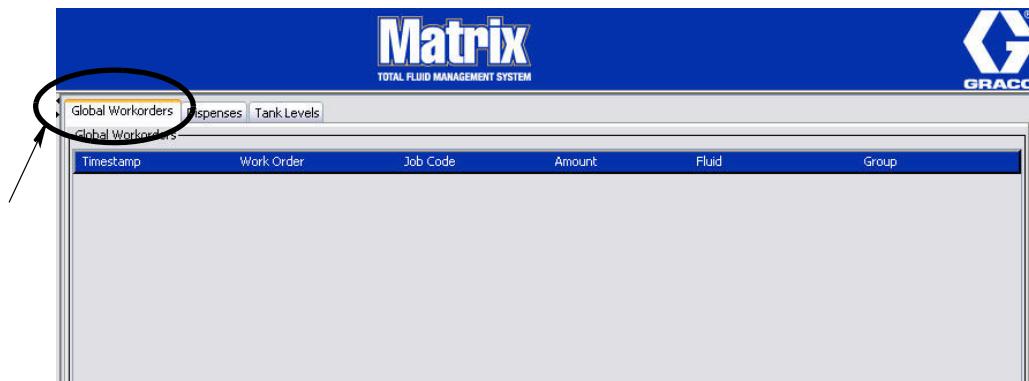 Matrix
TOTAL FLUID MANAGEMENT SYSTEM
GRACO
Global Workorders Dispenses Tank Levels
Global Workorders
Timestamp Work Order Job Code Amount Fluid Group